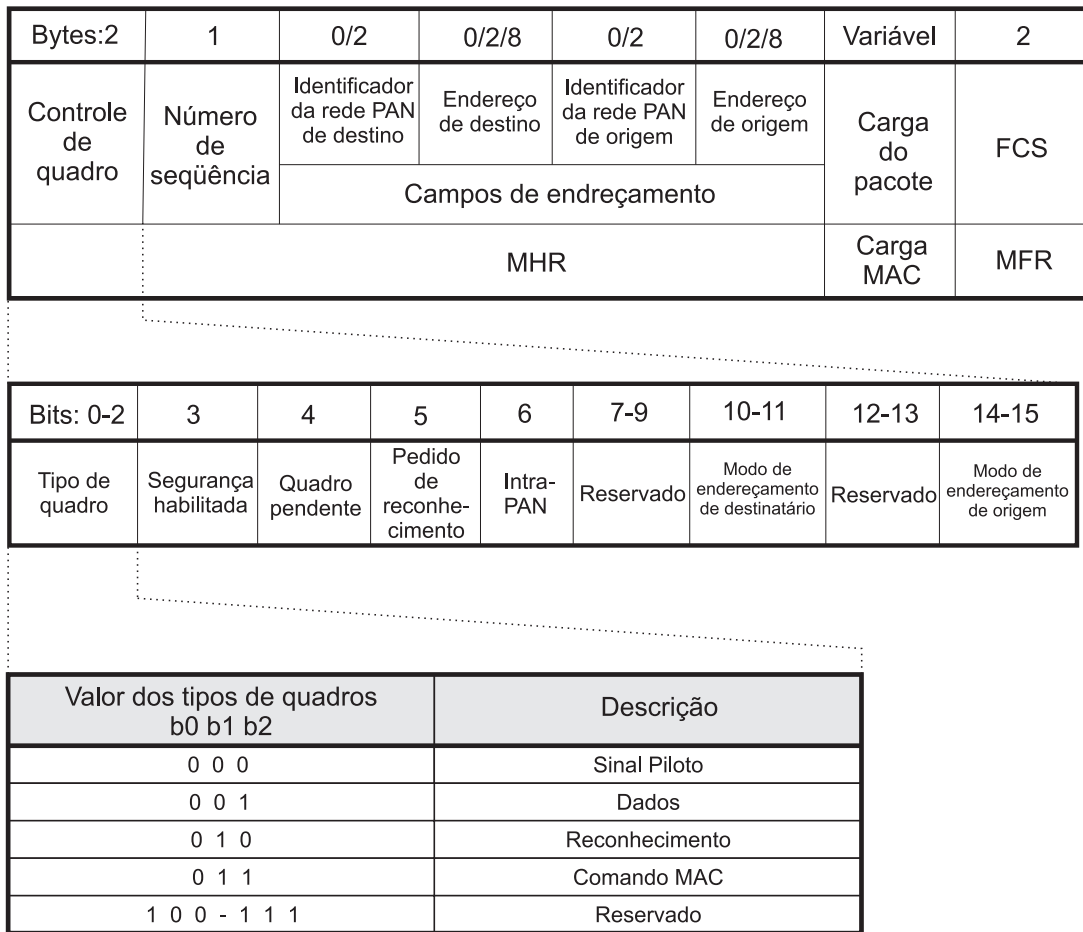 Bytes:2 1 0/2 0/2/8 0/2 0/2/8 Variável 2
Controle
de
quadro
Número
de
seqüência
Identificador
da rede PAN
de destino
Endereço
de destino
Identificador
da rede PAN
de origem
Endereço
de origem
Campos de endreçamento
Carga
do
pacote
FCS
MHR
Carga
MAC
MFR
Bits: 0-2 3 4 5 6 7-9 10-11 12-13 14-15
Tipo de
quadro
Segurança
habilitada
Quadro
pendente
Pedido
de
reconhe-
cimento
Intra-
PAN
Reservado
Modo de
endereçamento
de destinatário
Reservado
Modo de
endereçamento
de origem
Valor dos tipos de quadros
b0 b1 b2
Descrição
0 0 0 Sinal Piloto
0 0 1 Dados
0 1 0 Reconhecimento
0 1 1 Comando MAC
1 0 0 - 1 1 1 Reservado